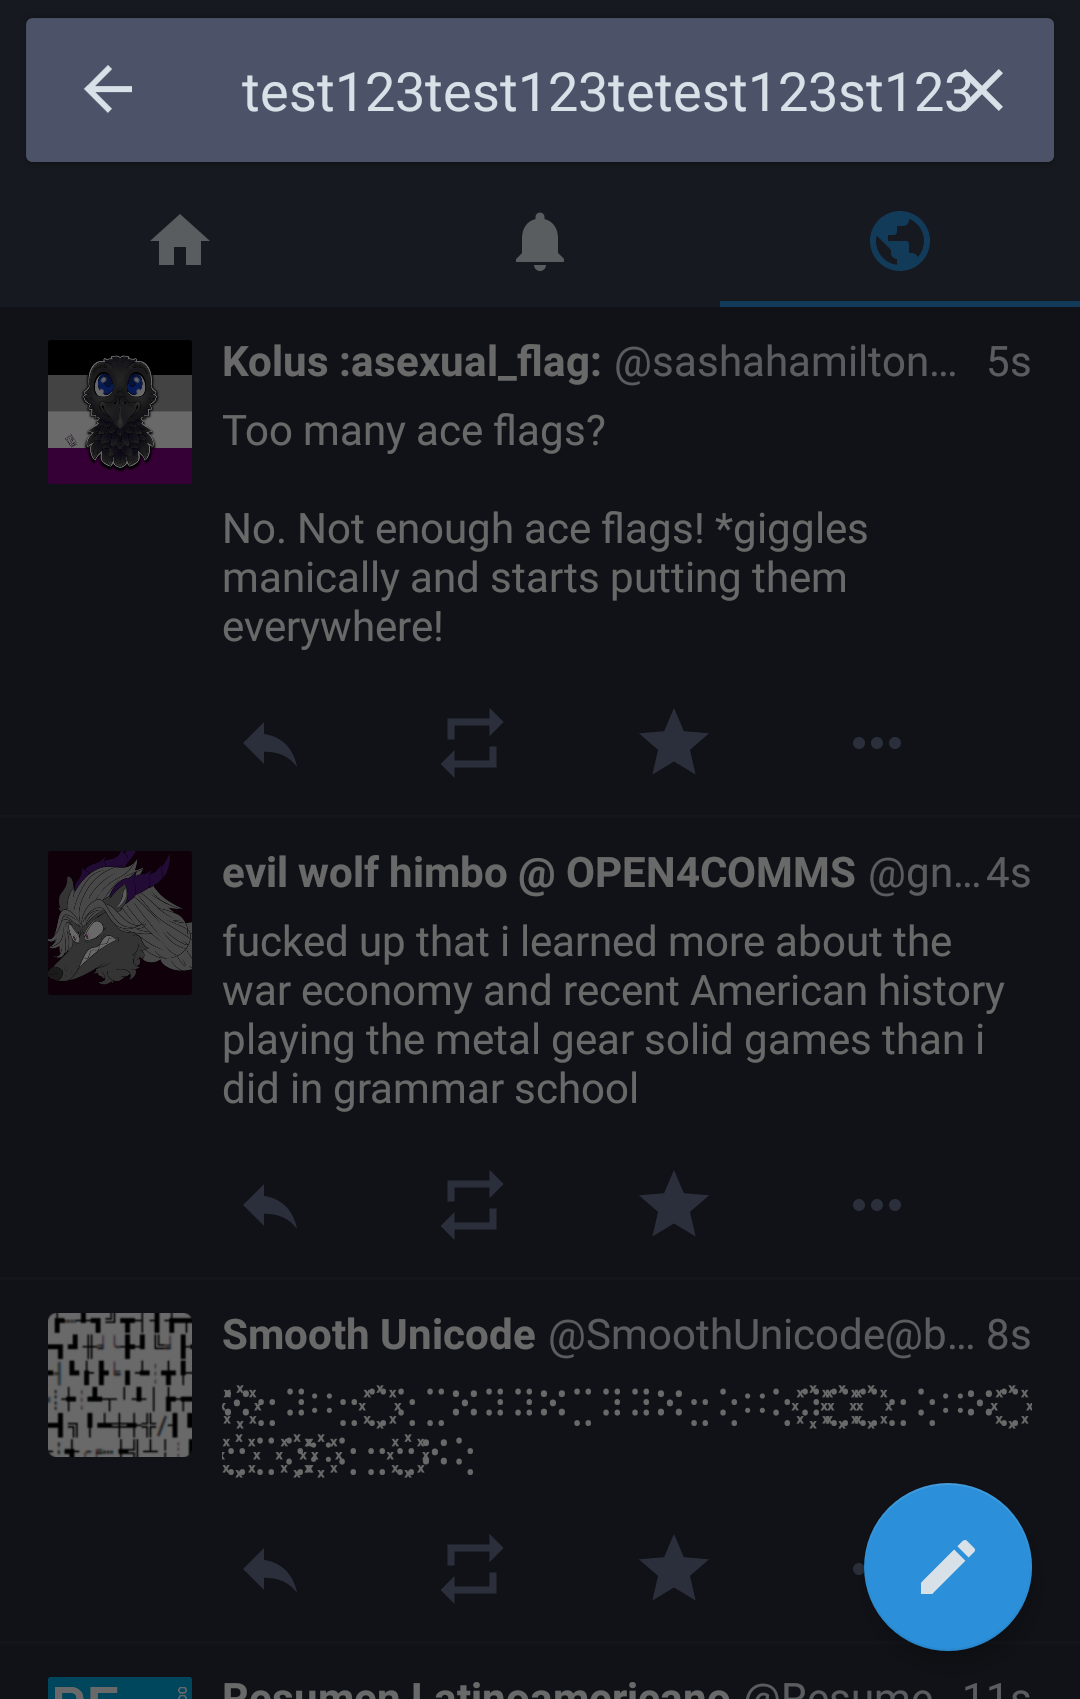 test123test123tetest123st123
Kolus :asexual_flag: @sashahamilton... 5s
Too many ace flags?
No. Not enough ace flags! *giggles
manically and starts putting them
everywhere!
evil wolf himbo @ OPEN4COMMS @gn... 4s
fucked up that i learned more about the
war economy and recent American history
playing the metal gear solid games than i
did in grammar school
Smooth Unicode @SmoothUnicode@b... 8s
Resumen Latinoamericano @Resume... 11s